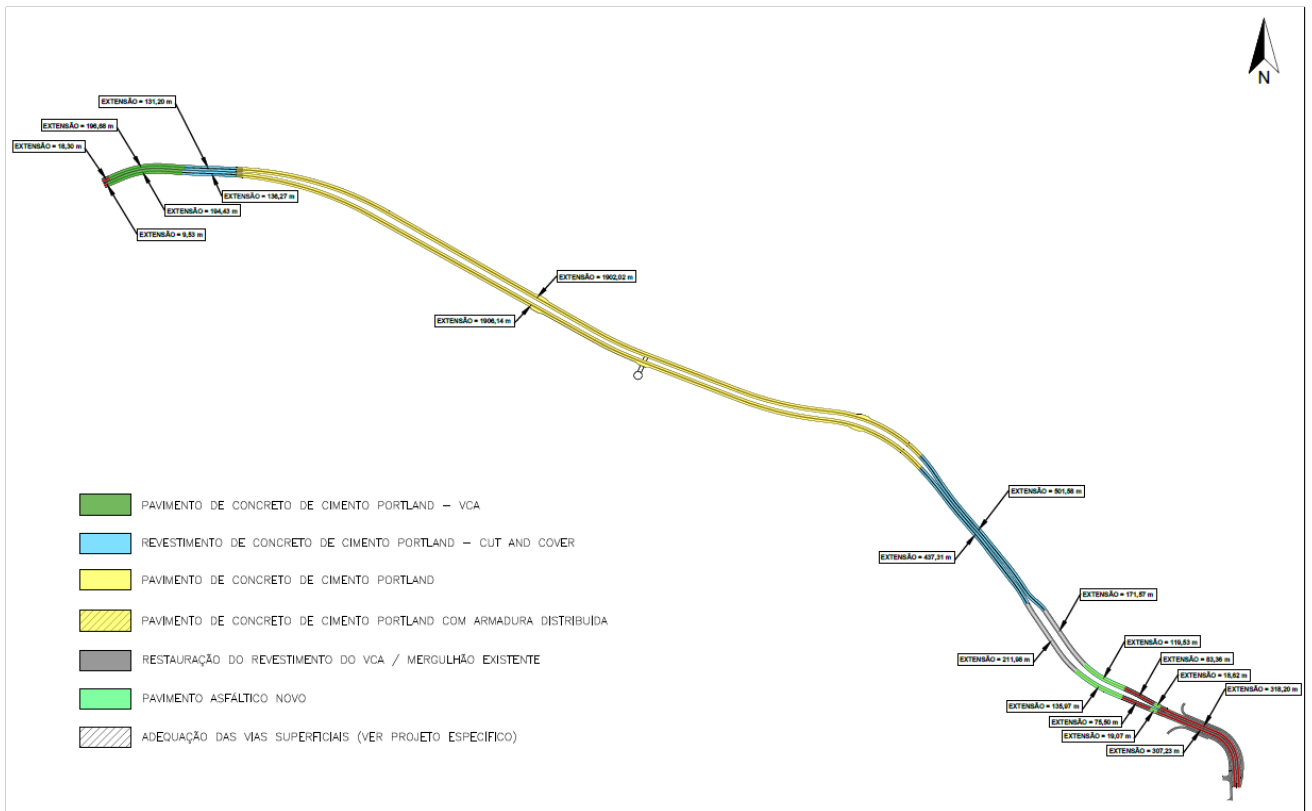 N
EXTENSÃO = 131,20 m
EXTENSÃO = 196,68 m
EXTENSÃO = 18,30 m
EXTENSÃO = 136,27 m
EXTENSÃO = 194,43 m
EXTENSÃO = 9,53 m
EXTENSÃO = 1902,02 m
EXTENSÃO = 1906,14 m
EXTENSÃO = 501,58 m
EXTENSÃO = 437,31 m
EXTENSÃO = 171,57 m
EXTENSÃO = 119,53 m
EXTENSÃO = 211,98 m
EXTENSÃO = 83,36 m
EXTENSÃO = 18,62 m
EXTENSÃO = 318,20 m
EXTENSÃO = 135,97 m
EXTENSÃO = 75,50 m
EXTENSÃO = 19,07 m
EXTENSÃO = 307,23 m
PAVIMENTO DE CONCRETO DE CIMENTO PORTLAND – VCA
REVESTIMENTO DE CONCRETO DE CIMENTO PORTLAND – CUT AND COVER
PAVIMENTO DE CONCRETO DE CIMENTO PORTLAND
PAVIMENTO DE CONCRETO DE CIMENTO PORTLAND COM ARMADURA DISTRIBUÍDA
RESTAURAÇÃO DO REVESTIMENTO DO VCA / MERGULHÃO EXISTENTE
PAVIMENTO ASFÁLTICO NOVO
ADEQUAÇÃO DAS VIAS SUPERFICIAIS (VER PROJETO ESPECÍFICO)